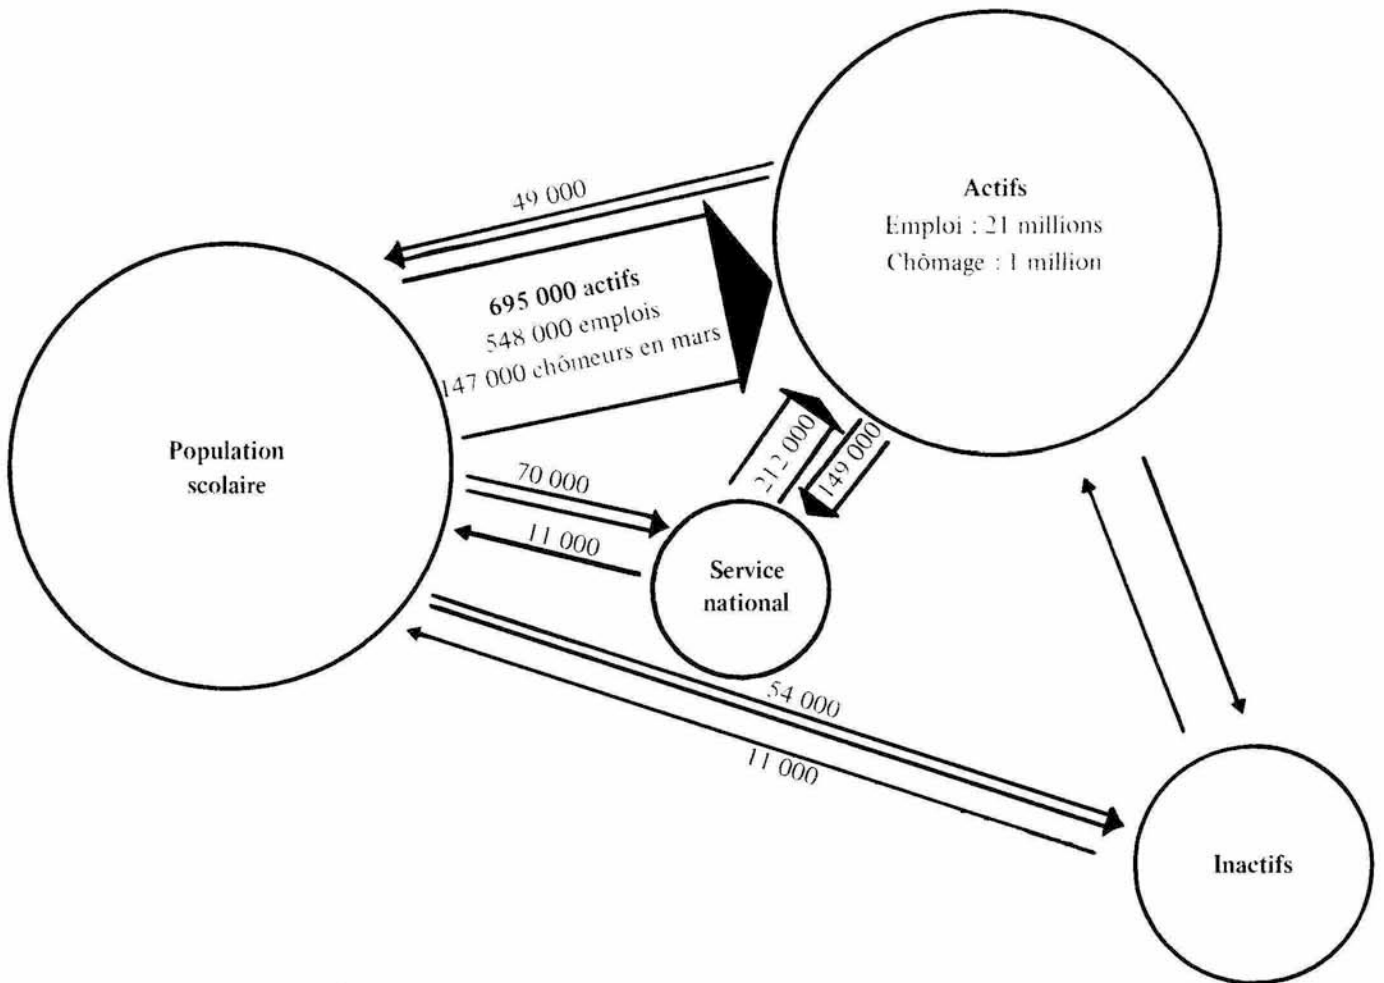 Actifs
Emploi : 21 millions
Chômage : 1 million
49 000
695 000 actifs
548 000 emplois
147 000 chômeurs en mars
Population
scolaire
212 000
149 000
70 000
11 000
Service
national
54 000
11 000
Inactifs